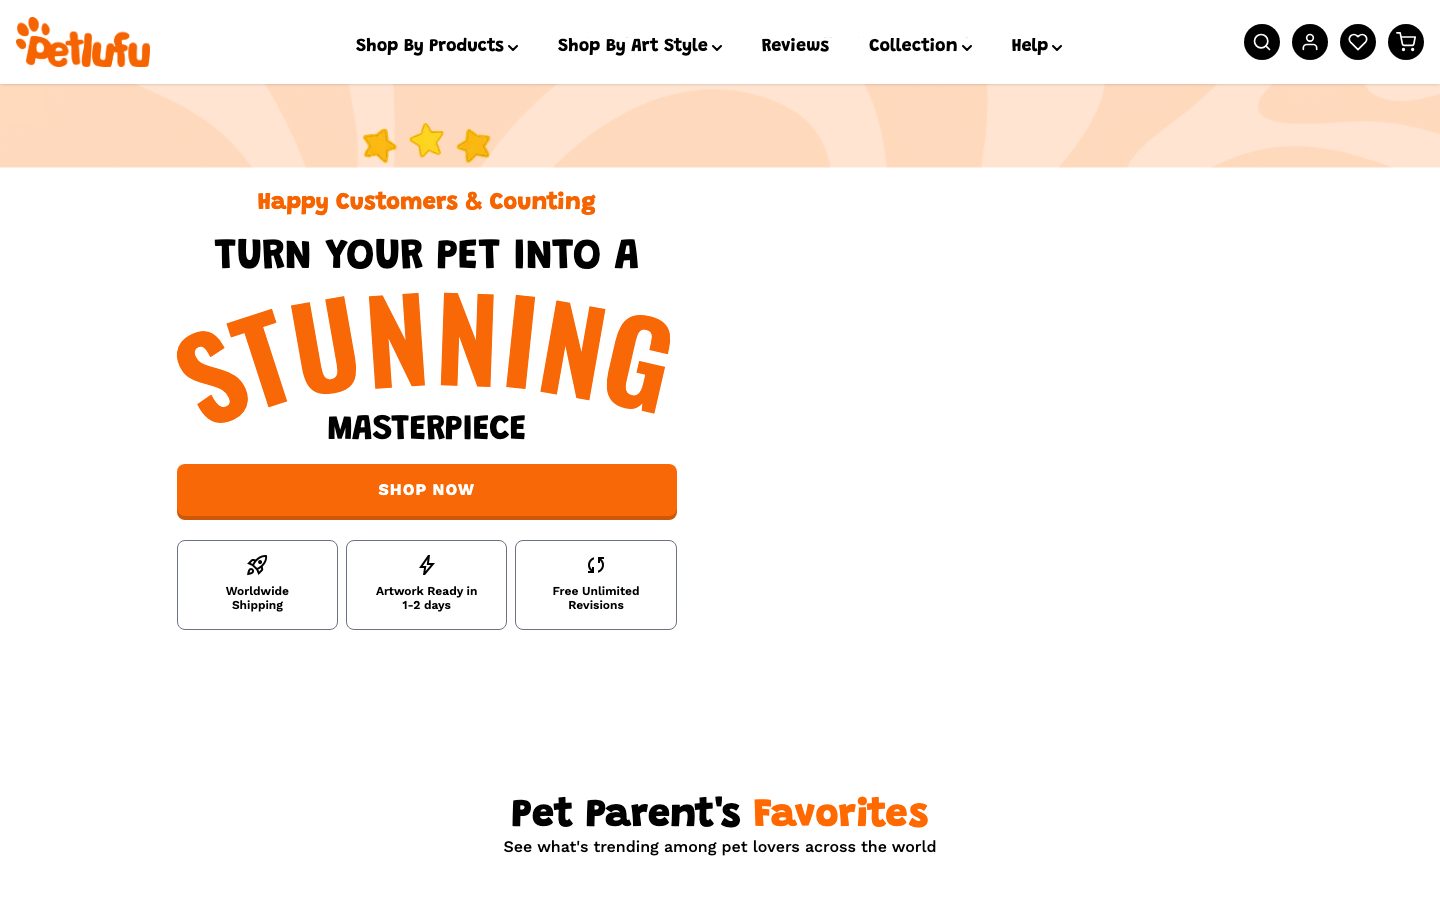 Petlufu
Shop By Products
Shop By Art Style
Reviews
Collection
Help
Happy Customers & Counting
TURN YOUR PET INTO A
STUNNING
MASTERPIECE
SHOP NOW
Worldwide
Shipping
Artwork Ready in
1-2 days
Free Unlimited
Revisions
Pet Parent's Favorites
See what's trending among pet lovers across the world